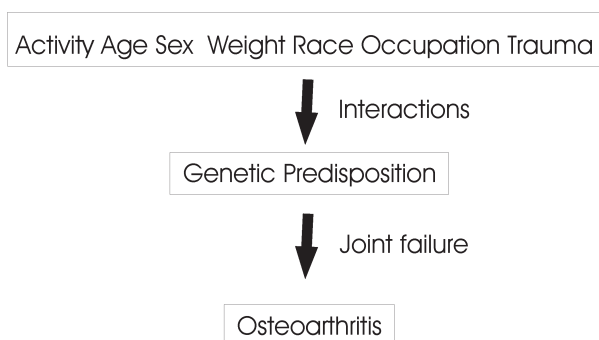 Activity Age Sex Weight Race Occupation Trauma
Interactions
Genetic Predisposition
Joint failure
Osteoarthritis